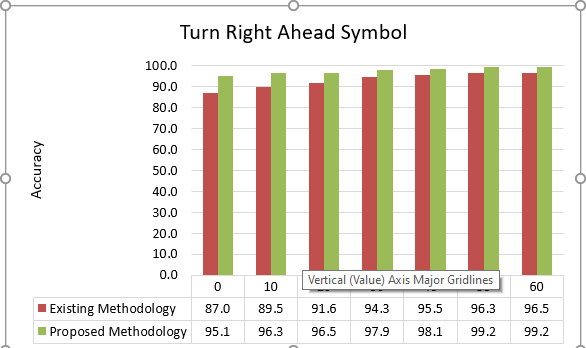 Turn Right Ahead Symbol
100.0
90.0
80.0
70.0
60.0
50.0
40.0
30.0
20.0
10.0
0.0
Accuracy
Vertical (Value) Axis Major Gridlines
0 10 60
Existing Methodology 87.0 89.5 91.6 94.3 95.5 96.3 96.5
Proposed Methodology 95.1 96.3 96.5 97.9 98.1 99.2 99.2